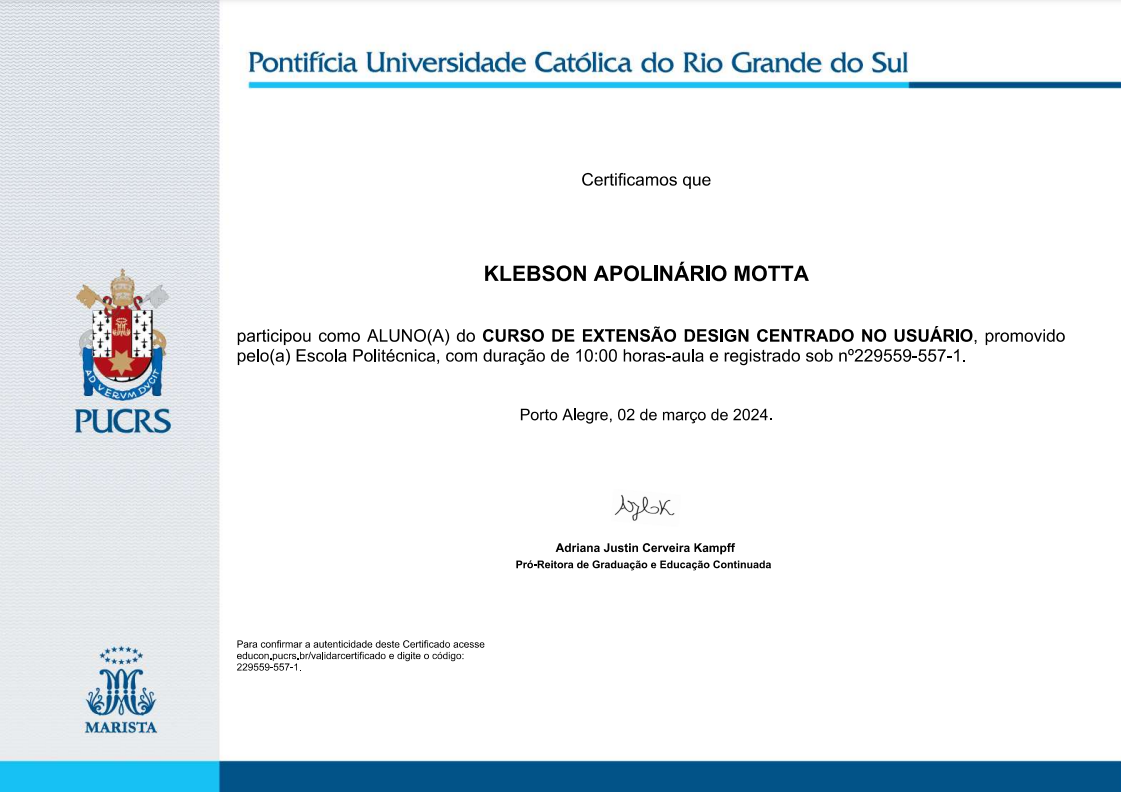 Pontifícia Universidade Católica do Rio Grande do Sul
Certificamos que
KLEBSON APOLINÁRIO MOTTA
participou como ALUNO(A) do CURSO DE EXTENSÃO DESIGN CENTRADO NO USUÁRIO, promovido
pelo(a) Escola Politécnica, com duração de 10:00 horas-aula e registrado sob nº229559-557-1.
Porto Alegre, 02 de março de 2024.
Adriana Justin Cerveira Kampff
Pró-Reitora de Graduação e Educação Continuada
Para confirmar a autenticidade deste Certificado acesse
educon.pucrs.br/validarcertificado e digite o código:
229559-557-1.
AD VERVM DVCIT
PUCRS
MARISTA